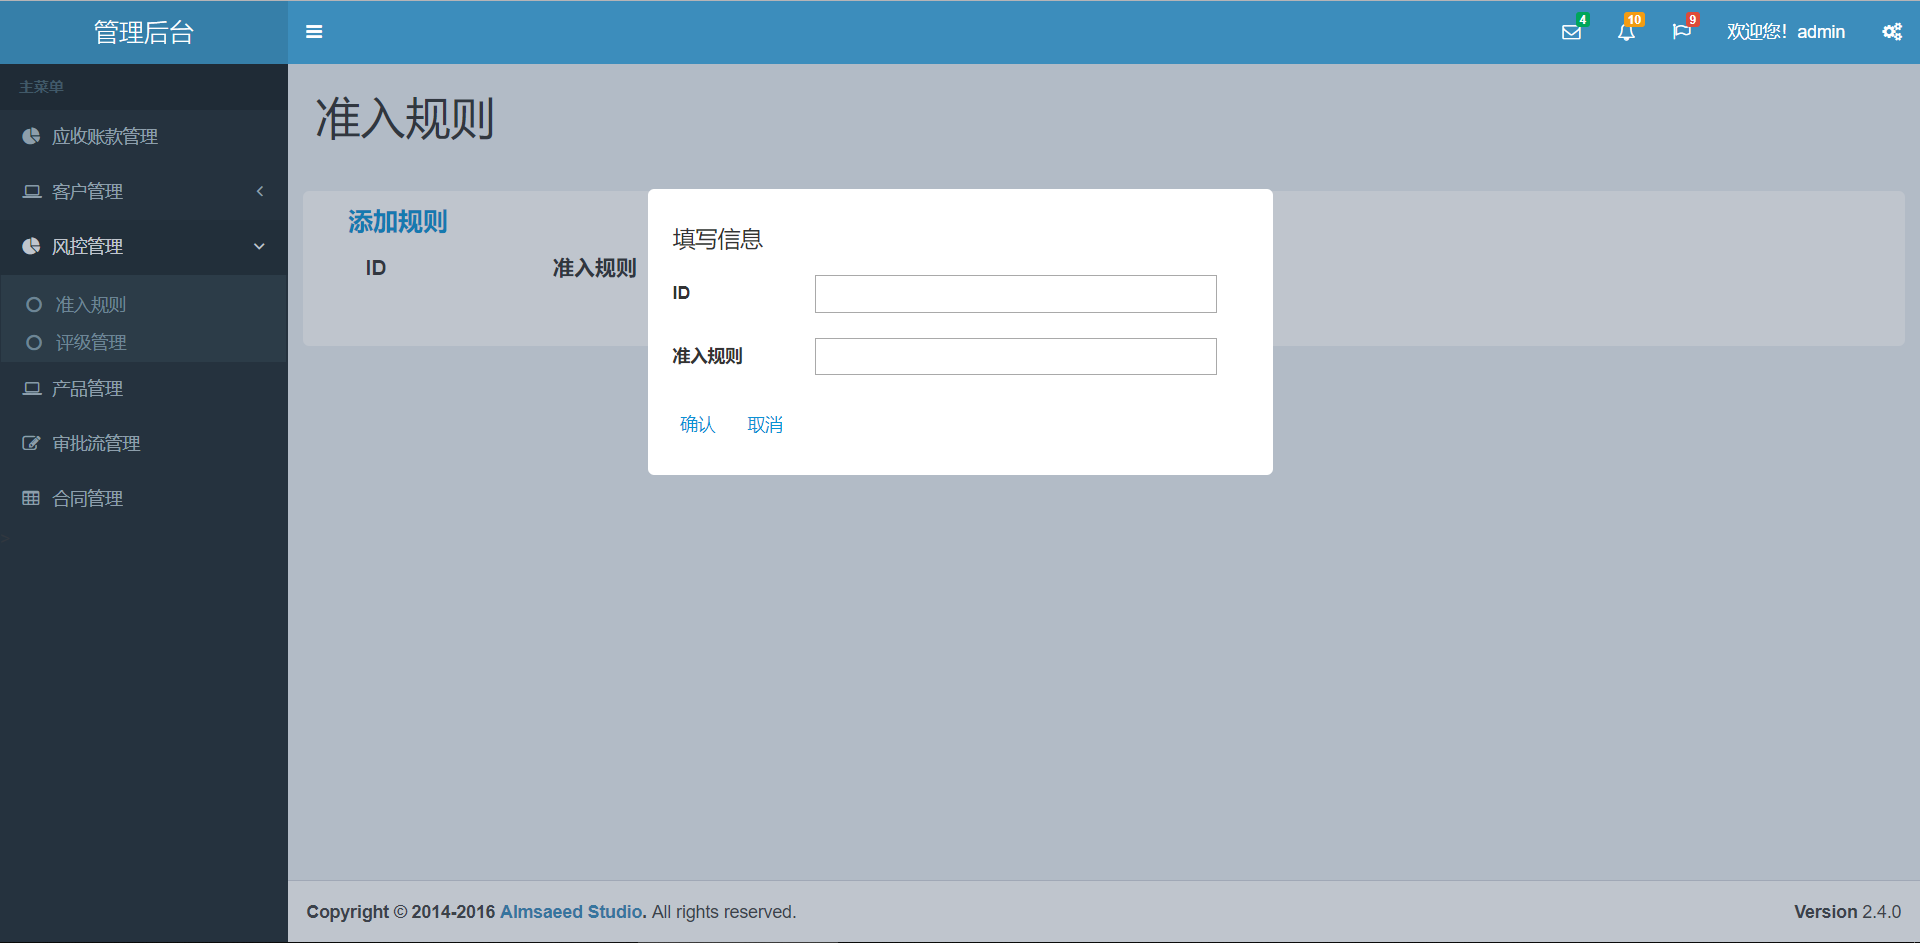 管理后台
4
10
9
欢迎您！admin
主菜单
应收账款管理
客户管理
风控管理
准入规则
评级管理
产品管理
审批流管理
合同管理
准入规则
添加规则
ID 准入规则
填写信息
ID
准入规则
确认 取消
Copyright © 2014-2016 Almsaeed Studio. All rights reserved.
Version 2.4.0